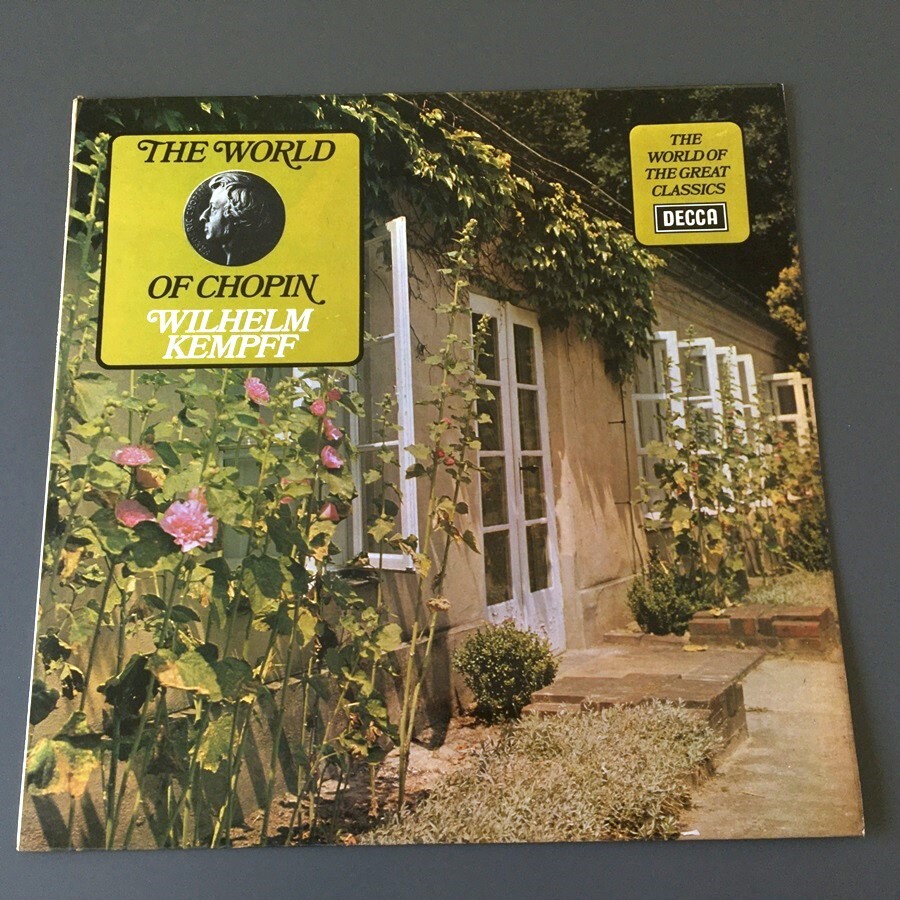 THE WORLD
OF CHOPIN
WILHELM
KEMPFF
THE
WORLD OF
THE GREAT
CLASSICS
DECCA